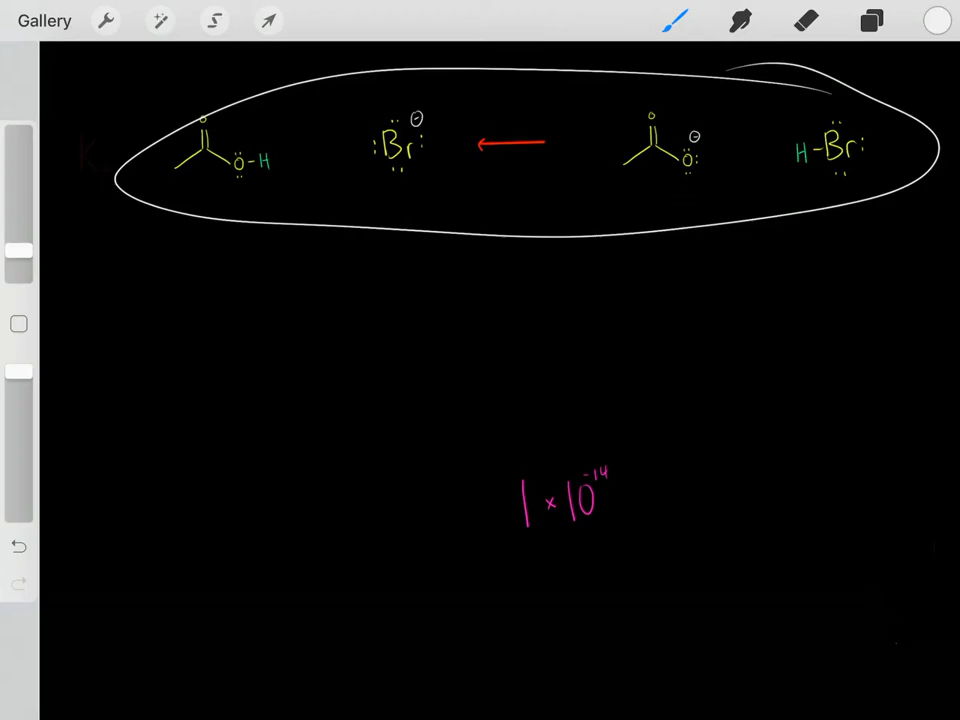 Gallery
O Ö-H :Br: ⊖ ← O Ö: ⊖ H-Br:
1 × 10⁻¹⁴